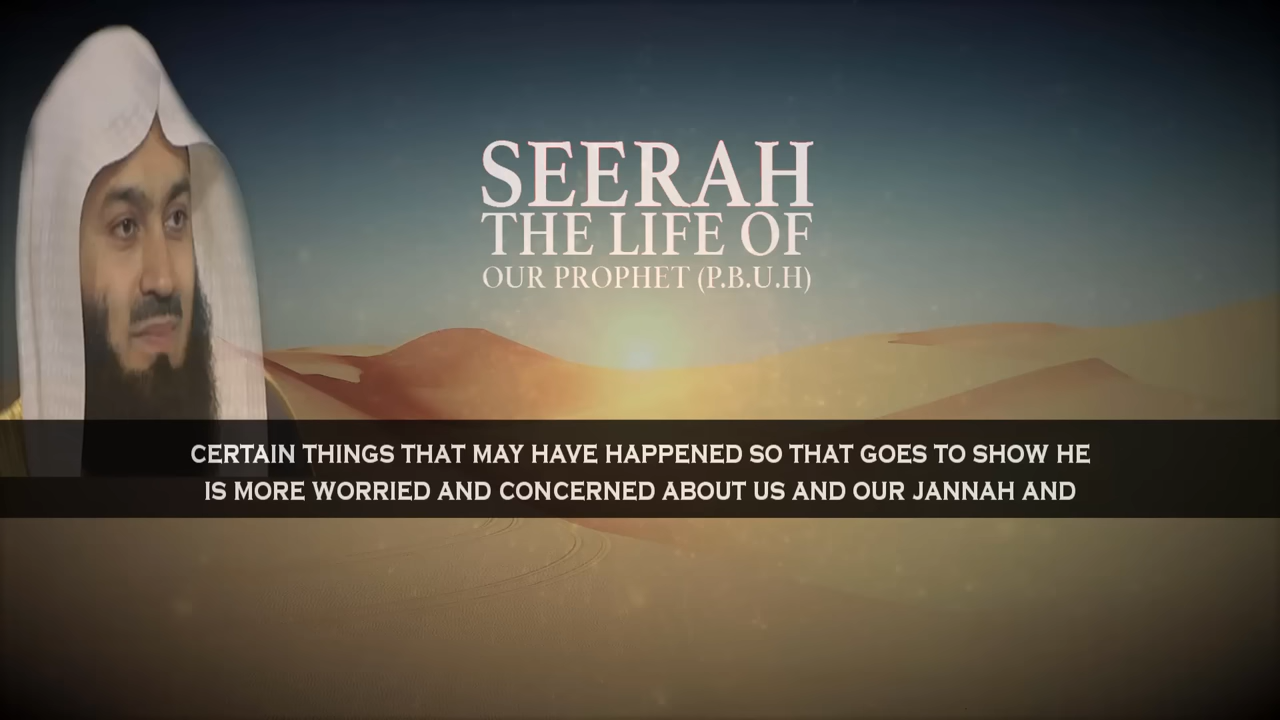 SEERAH
THE LIFE OF
OUR PROPHET (P.B.U.H)
CERTAIN THINGS THAT MAY HAVE HAPPENED SO THAT GOES TO SHOW HE
IS MORE WORRIED AND CONCERNED ABOUT US AND OUR JANNAH AND